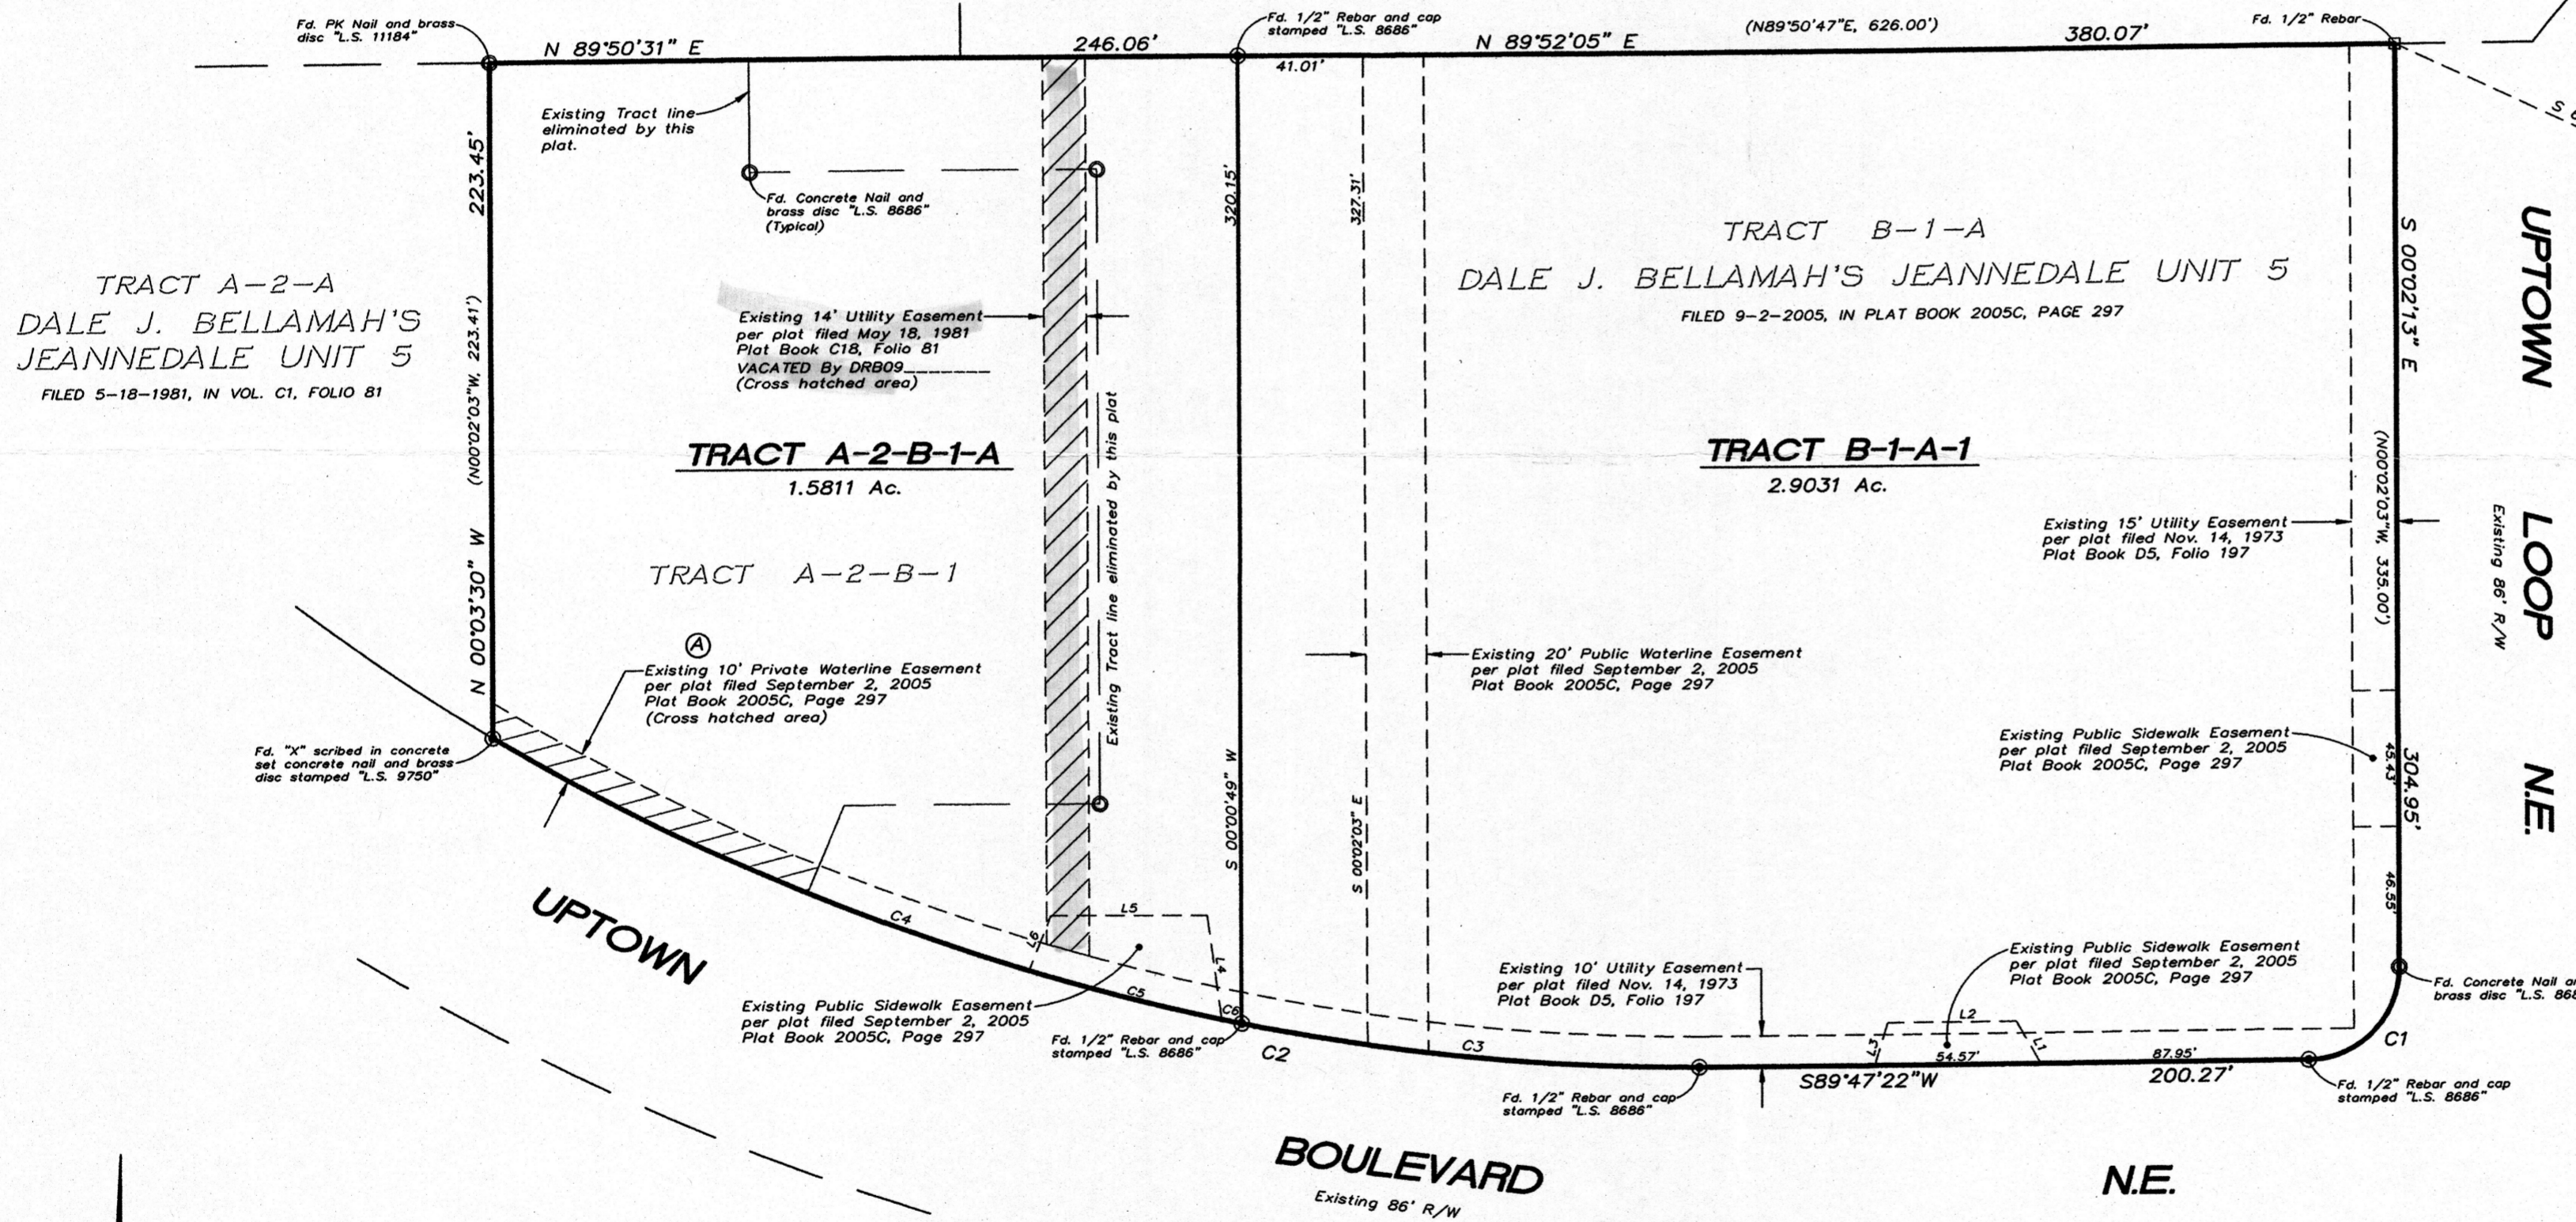 Fd. PK Nail and brass
disc "L.S. 11184"
N 89°50'31" E
246.06'
Fd. 1/2" Rebar and cap
stamped "L.S. 8686"
41.01'
N 89°52'05" E
(N89°50'47"E, 626.00')
380.07'
Fd. 1/2" Rebar
Existing Tract line
eliminated by this
plat.
Fd. Concrete Nail and
brass disc "L.S. 8686"
(Typical)
223.45'
(N00°02'03"W, 223.41')
N 00°03'30" W
TRACT A-2-A
DALE J. BELLAMAH'S
JEANNEDALE UNIT 5
FILED 5-18-1981, IN VOL. C1, FOLIO 81
Existing 14' Utility Easement
per plat filed May 18, 1981
Plat Book C18, Folio 81
VACATED By DRB09_______
(Cross hatched area)
TRACT A-2-B-1-A
1.5811 Ac.
TRACT A-2-B-1
A
Existing 10' Private Waterline Easement
per plat filed September 2, 2005
Plat Book 2005C, Page 297
(Cross hatched area)
Existing Tract line eliminated by this plat
320.15'
S 00°00'49" W
327.31'
S 00°02'03" E
TRACT B-1-A
DALE J. BELLAMAH'S JEANNEDALE UNIT 5
FILED 9-2-2005, IN PLAT BOOK 2005C, PAGE 297
TRACT B-1-A-1
2.9031 Ac.
Existing 15' Utility Easement
per plat filed Nov. 14, 1973
Plat Book D5, Folio 197
Existing 20' Public Waterline Easement
per plat filed September 2, 2005
Plat Book 2005C, Page 297
Existing Public Sidewalk Easement
per plat filed September 2, 2005
Plat Book 2005C, Page 297
S 00°02'13" E
(N00°02'03"W, 335.00')
304.95'
45.43'
46.55'
UPTOWN
LOOP
N.E.
Existing 86' R/W
Fd. "X" scribed in concrete
set concrete nail and brass
disc stamped "L.S. 9750"
UPTOWN
C4
L6
L5
L4
C5
C6
Existing Public Sidewalk Easement
per plat filed September 2, 2005
Plat Book 2005C, Page 297
Fd. 1/2" Rebar and cap
stamped "L.S. 8686"
C2
C3
Existing 10' Utility Easement
per plat filed Nov. 14, 1973
Plat Book D5, Folio 197
Existing Public Sidewalk Easement
per plat filed September 2, 2005
Plat Book 2005C, Page 297
L2
L3
L1
54.57'
87.95'
S89°47'22"W
200.27'
C1
Fd. Concrete Nail
brass disc "L.S.
Fd. 1/2" Rebar and cap
stamped "L.S. 8686"
Fd. 1/2" Rebar and cap
stamped "L.S. 8686"
BOULEVARD
N.E.
Existing 86' R/W